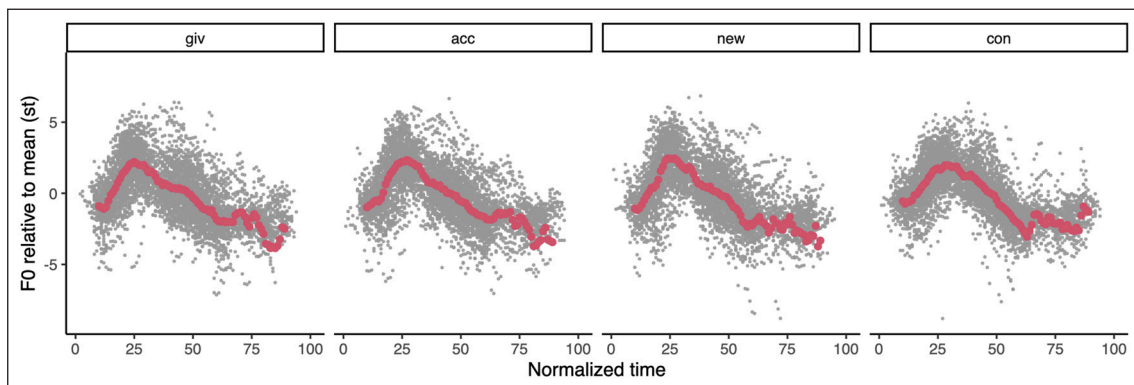 giv acc new con
F0 relative to mean (st)
5
0
-5
0 25 50 75 100 0 25 50 75 100 0 25 50 75 100 0 25 50 75 100
Normalized time